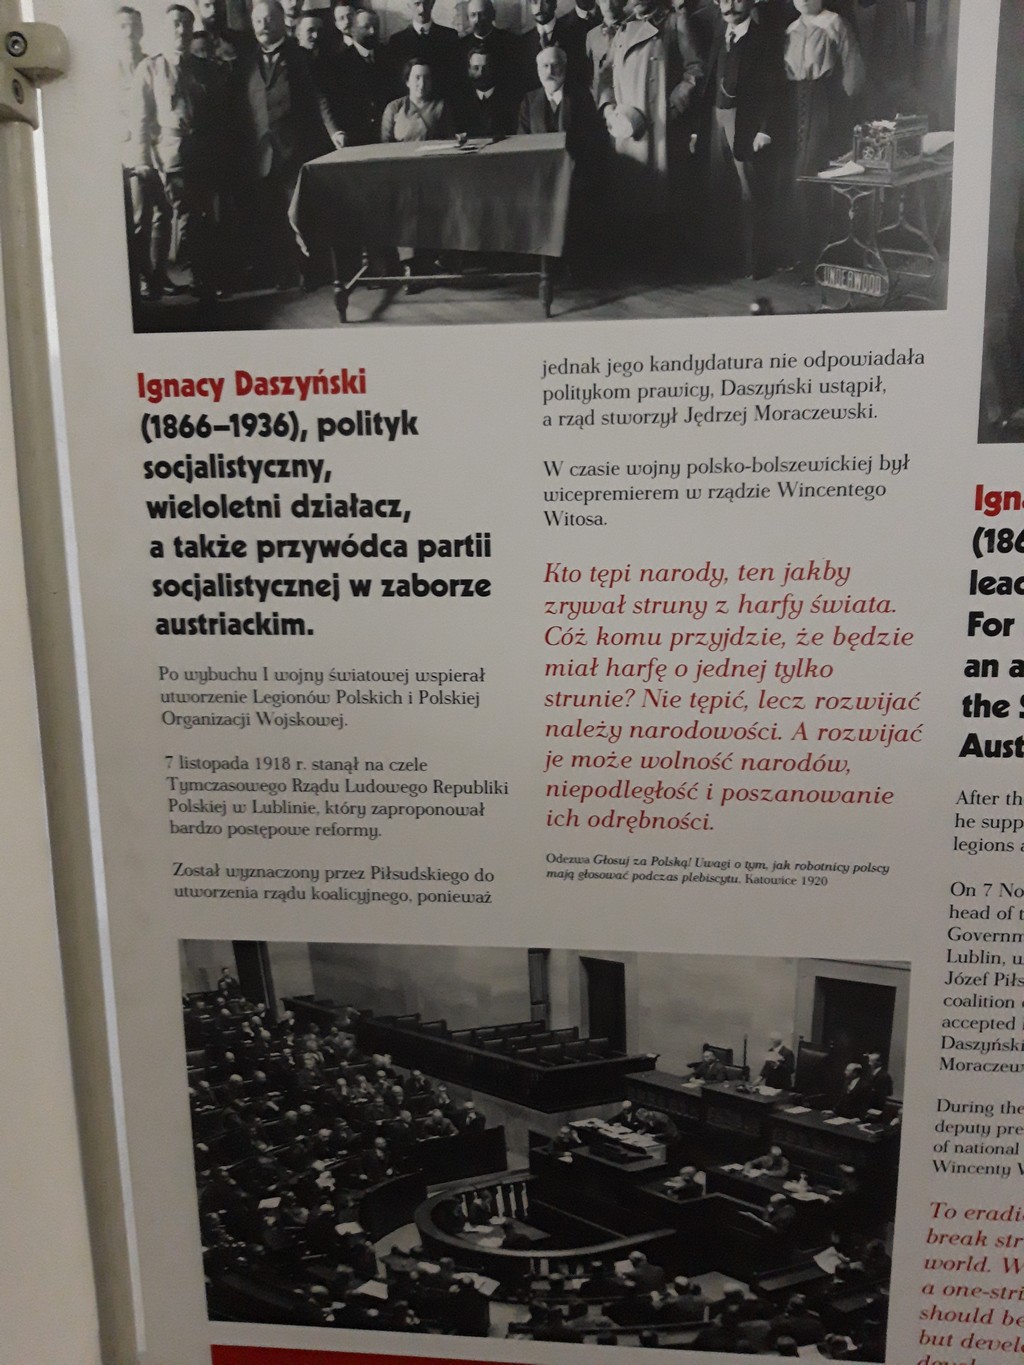 UNDERWOOD
Ignacy Daszyński
(1866–1936), polityk
socjalistyczny,
wieloletni działacz,
a także przywódca partii
socjalistycznej w zaborze
austriackim.
Po wybuchu I wojny światowej wspierał
utworzenie Legionów Polskich i Polskiej
Organizacji Wojskowej.
7 listopada 1918 r. stanął na czele
Tymczasowego Rządu Ludowego Republiki
Polskiej w Lublinie, który zaproponował
bardzo postępowe reformy.
Został wyznaczony przez Piłsudskiego do
utworzenia rządu koalicyjnego, ponieważ
jednak jego kandydatura nie odpowiadała
politykom prawicy, Daszyński ustąpił,
a rząd stworzył Jędrzej Moraczewski.
W czasie wojny polsko-bolszewickiej był
wicepremierem w rządzie Wincentego
Witosa.
Kto tępi narody, ten jakby
zrywał struny z harfy świata.
Cóż komu przyjdzie, że będzie
miał harfę o jednej tylko
strunie? Nie tępić, lecz rozwijać
należy narodowości. A rozwijać
je może wolność narodów,
niepodległość i poszanowanie
ich odrębności.
Odezwa Głosuj za Polską! Uwagi o tym, jak robotnicy polscy
mają głosować podczas plebiscytu, Katowice 1920
Ign
(186
lead
For
an a
the S
Aust
After th
he supp
legions a
On 7 No
head of t
Governm
Lublin, u
Józef Piłs
coalition
accepted
Daszyńsk
Moraczew
During the
deputy pre
of national
Wincenty W
To eradi
break str
world. W
a one-stri
should be
but devel